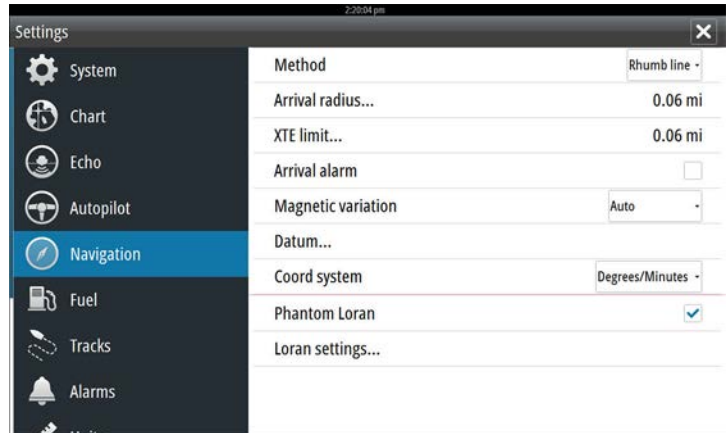 2:20:04 pm
Settings
System
Chart
Echo
Autopilot
Navigation
Fuel
Tracks
Alarms
Method Rhumb line
Arrival radius... 0.06 mi
XTE limit... 0.06 mi
Arrival alarm
Magnetic variation Auto
Datum...
Coord system Degrees/Minutes
Phantom Loran
Loran settings...